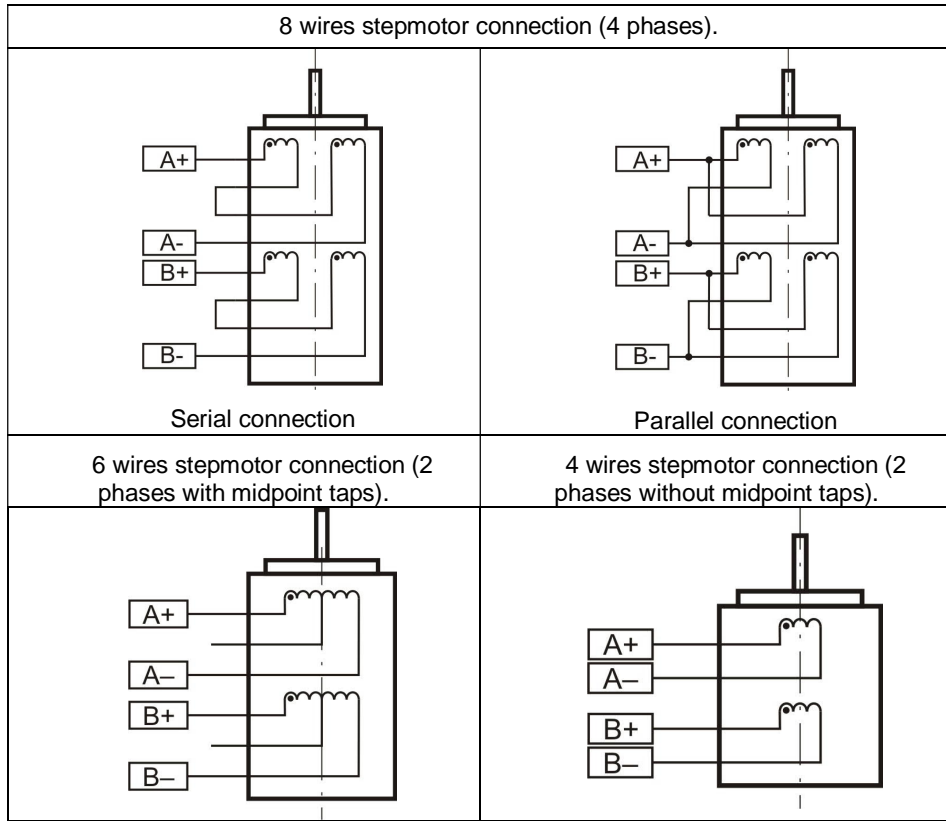 8 wires stepmotor connection (4 phases).
A+
A-
B+
B-
Serial connection
A+
A-
B+
B-
Parallel connection
6 wires stepmotor connection (2
phases with midpoint taps).
A+
A–
B+
B–
4 wires stepmotor connection (2
phases without midpoint taps).
A+
A–
B+
B–